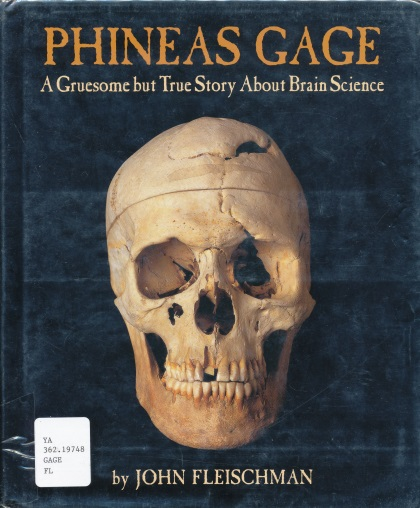 PHINEAS GAGE
A Gruesome but True Story About Brain Science
YA
362.19748
GAGE
FL
by JOHN FLEISCHMAN